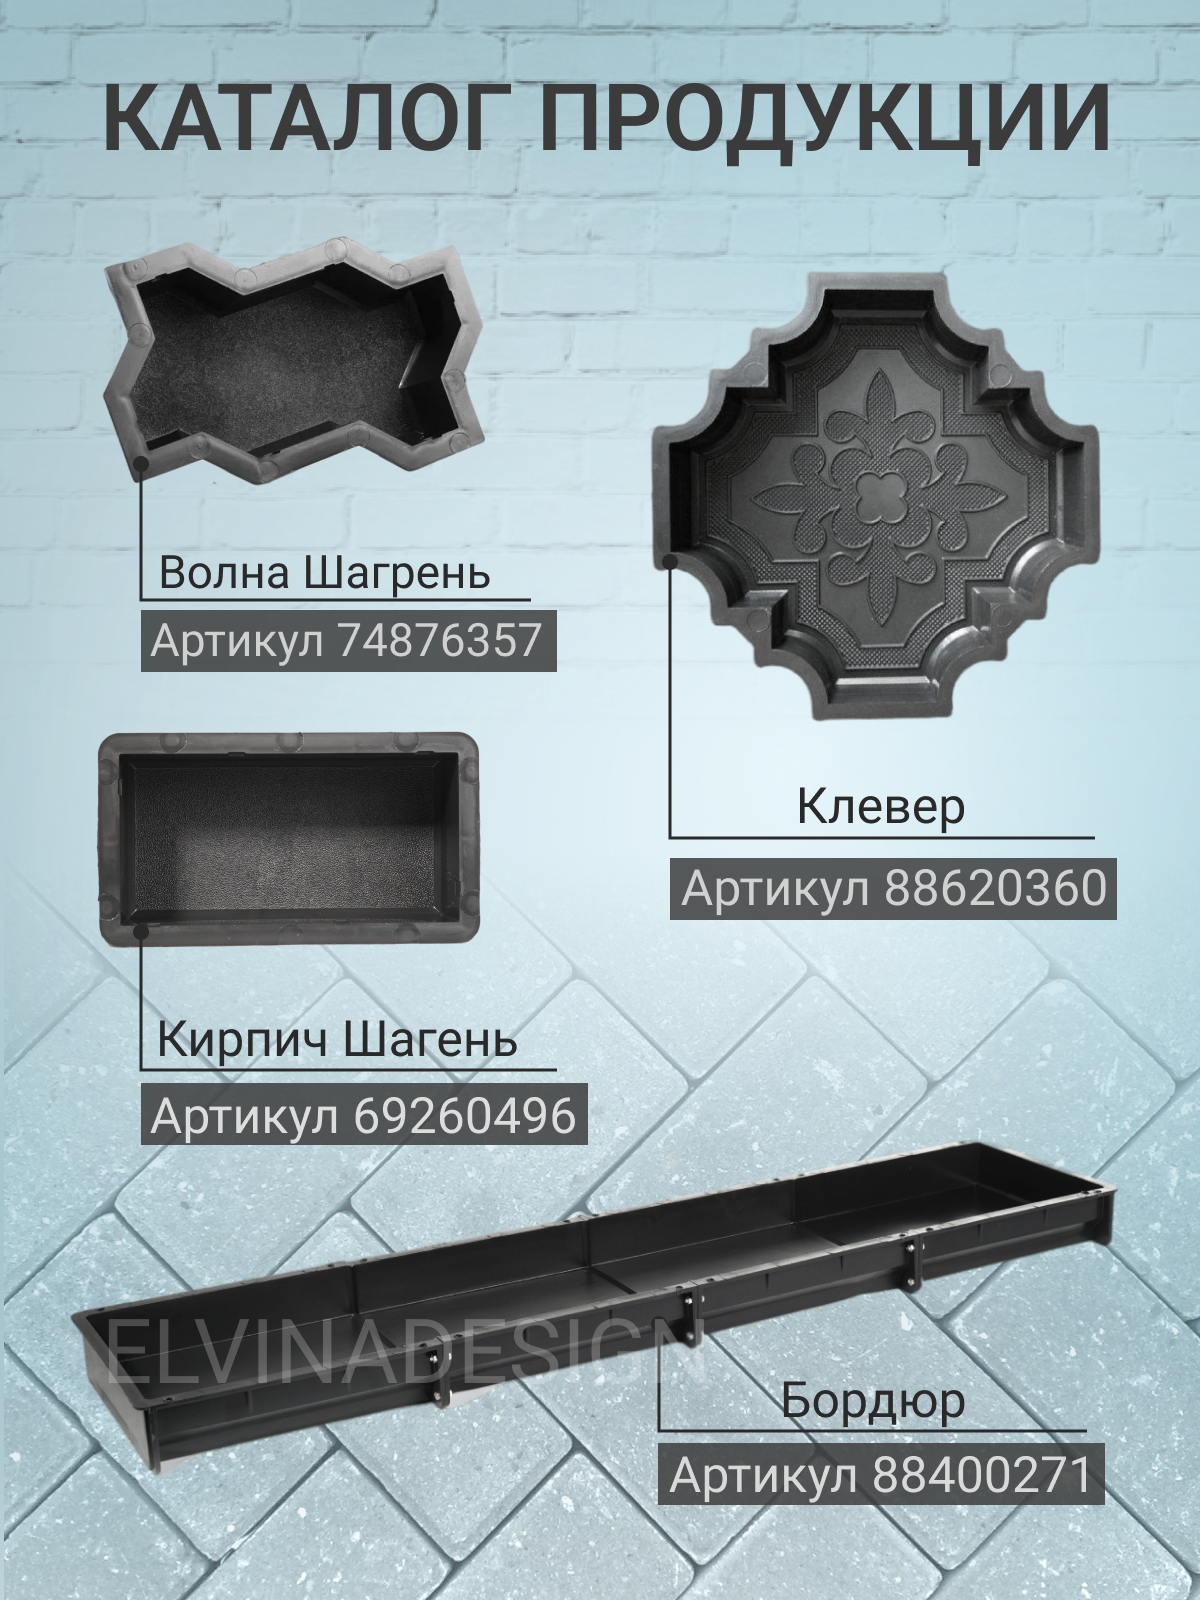 КАТАЛОГ ПРОДУКЦИИ
Волна Шагрень
Артикул 74876357
Клевер
Артикул 88620360
Кирпич Шагень
Артикул 69260496
ELVINADESIGN
Бордюр
Артикул 88400271